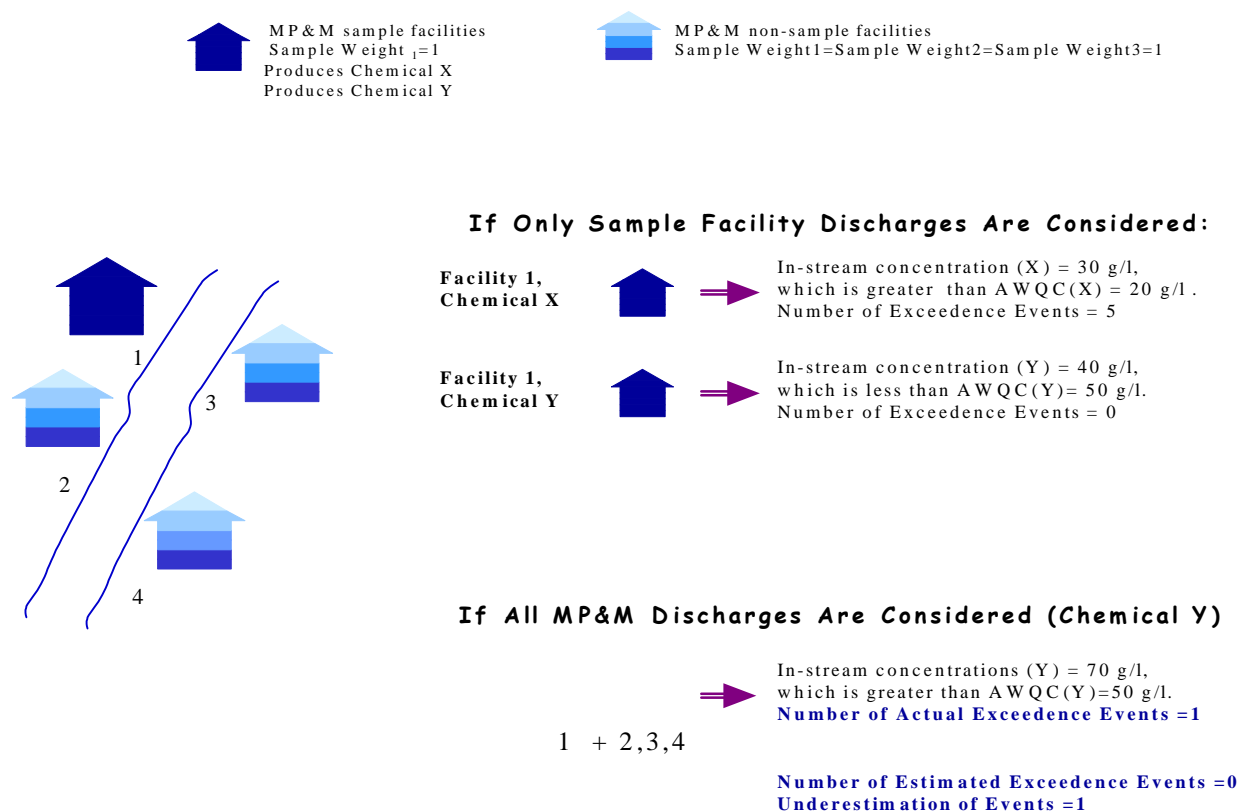 MP&M sample facilities
Sample Weight 1=1
Produces Chemical X
Produces Chemical Y
MP&M non-sample facilities
Sample Weight1=Sample Weight2=Sample Weight3=1
If Only Sample Facility Discharges Are Considered:
Facility 1,
Chemical X
In-stream concentration (X) = 30 g/l,
which is greater than AWQC(X) = 20 g/l .
Number of Exceedence Events = 5
Facility 1,
Chemical Y
In-stream concentration (Y) = 40 g/l,
which is less than AWQC(Y)= 50 g/l.
Number of Exceedence Events = 0
1
3
2
4
If All MP&M Discharges Are Considered (Chemical Y)
In-stream concentrations (Y) = 70 g/l,
which is greater than AWQC(Y)=50 g/l.
Number of Actual Exceedence Events =1
1 + 2,3,4
Number of Estimated Exceedence Events =0
Underestimation of Events =1